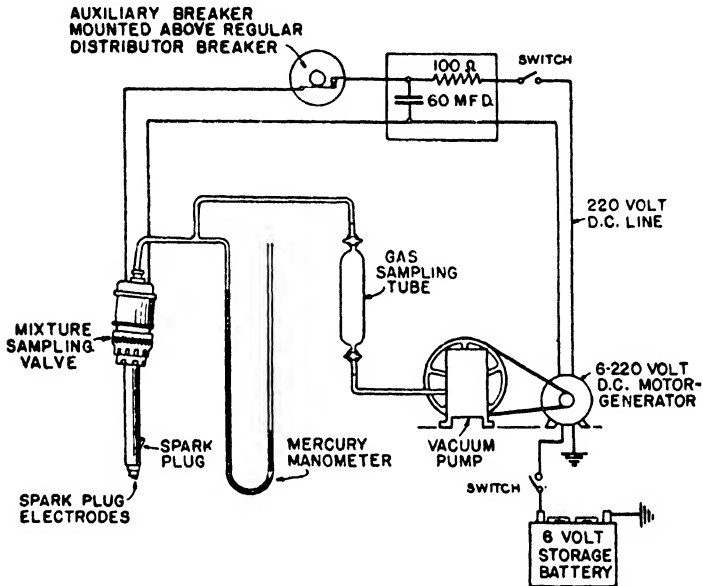 AUXILIARY BREAKER
MOUNTED ABOVE REGULAR
DISTRIBUTOR BREAKER
100 Ω
60 MFD.
SWITCH
220 VOLT
D.C. LINE
GAS
SAMPLING
TUBE
MIXTURE
SAMPLING
VALVE
6-220 VOLT
D.C. MOTOR-
GENERATOR
SPARK
PLUG
MERCURY
MANOMETER
VACUUM
PUMP
SPARK PLUG
ELECTRODES
SWITCH
6 VOLT
STORAGE
BATTERY